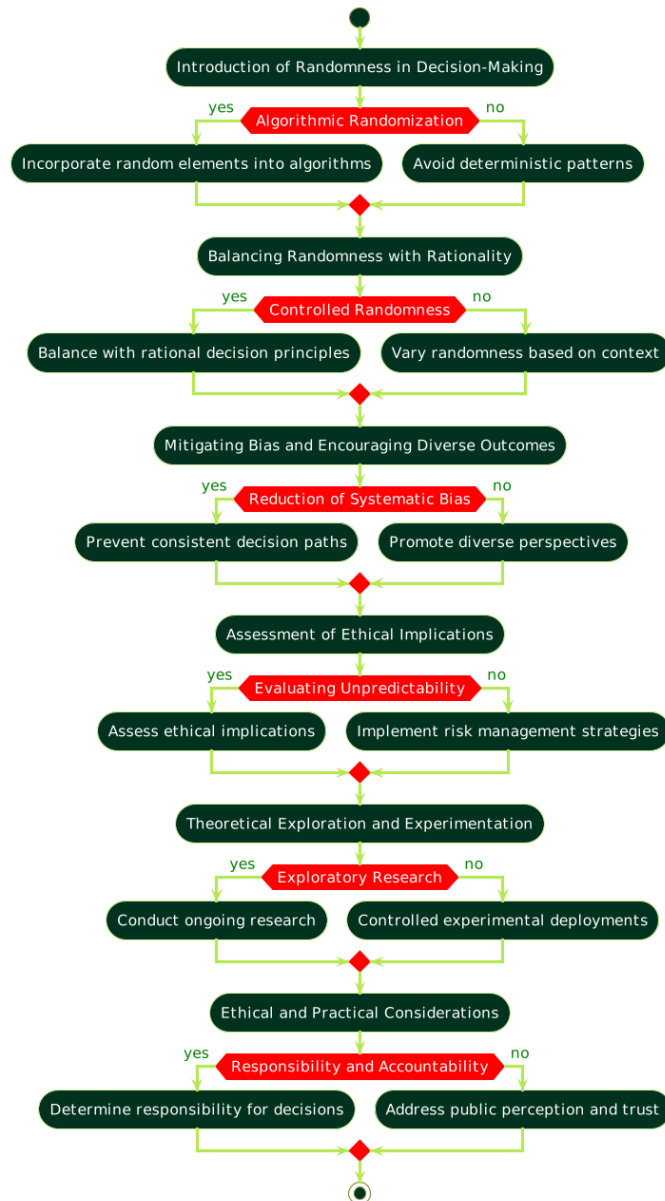 Introduction of Randomness in Decision-Making
yes
Algorithmic Randomization
no
Incorporate random elements into algorithms
Avoid deterministic patterns
Balancing Randomness with Rationality
yes
Controlled Randomness
no
Balance with rational decision principles
Vary randomness based on context
Mitigating Bias and Encouraging Diverse Outcomes
yes
Reduction of Systematic Bias
no
Prevent consistent decision paths
Promote diverse perspectives
Assessment of Ethical Implications
yes
Evaluating Unpredictability
no
Assess ethical implications
Implement risk management strategies
Theoretical Exploration and Experimentation
yes
Exploratory Research
no
Conduct ongoing research
Controlled experimental deployments
Ethical and Practical Considerations
yes
Responsibility and Accountability
no
Determine responsibility for decisions
Address public perception and trust